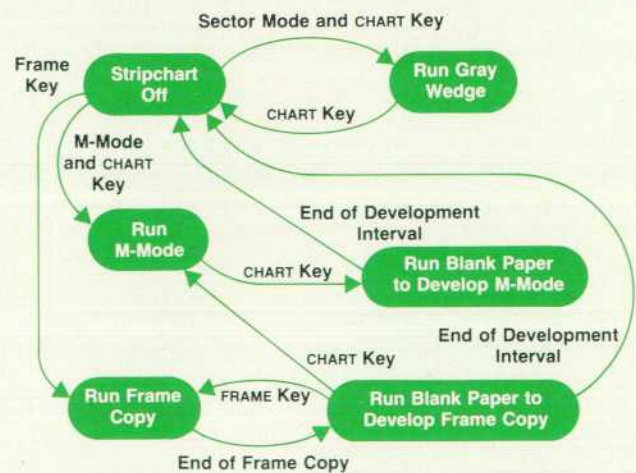 Sector Mode and CHART Key
Frame
Key
Stripchart
Off
Run Gray
Wedge
CHART Key
M-Mode
and CHART
Key
End of Development
Interval
Run
M-Mode
CHART Key
Run Blank Paper
to Develop M-Mode
End of Development
Interval
CHART Key
Run Frame
Copy
FRAME Key
Run Blank Paper to
Develop Frame Copy
End of Frame Copy